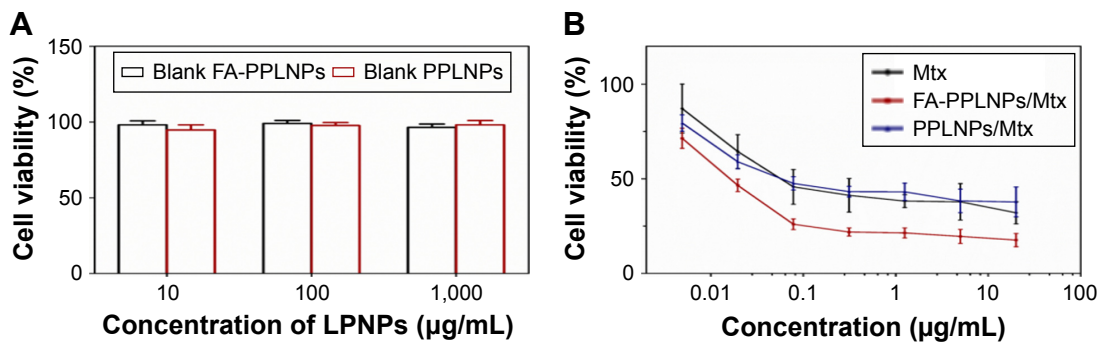 A
Cell viability (%)
150
100
50
0
Blank FA-PPLNPs
Blank PPLNPs
10
100
1,000
Concentration of LPNPs (µg/mL)
B
Cell viability (%)
100
50
0
Mtx
FA-PPLNPs/Mtx
PPLNPs/Mtx
0.01
0.1
1
10
100
Concentration (µg/mL)